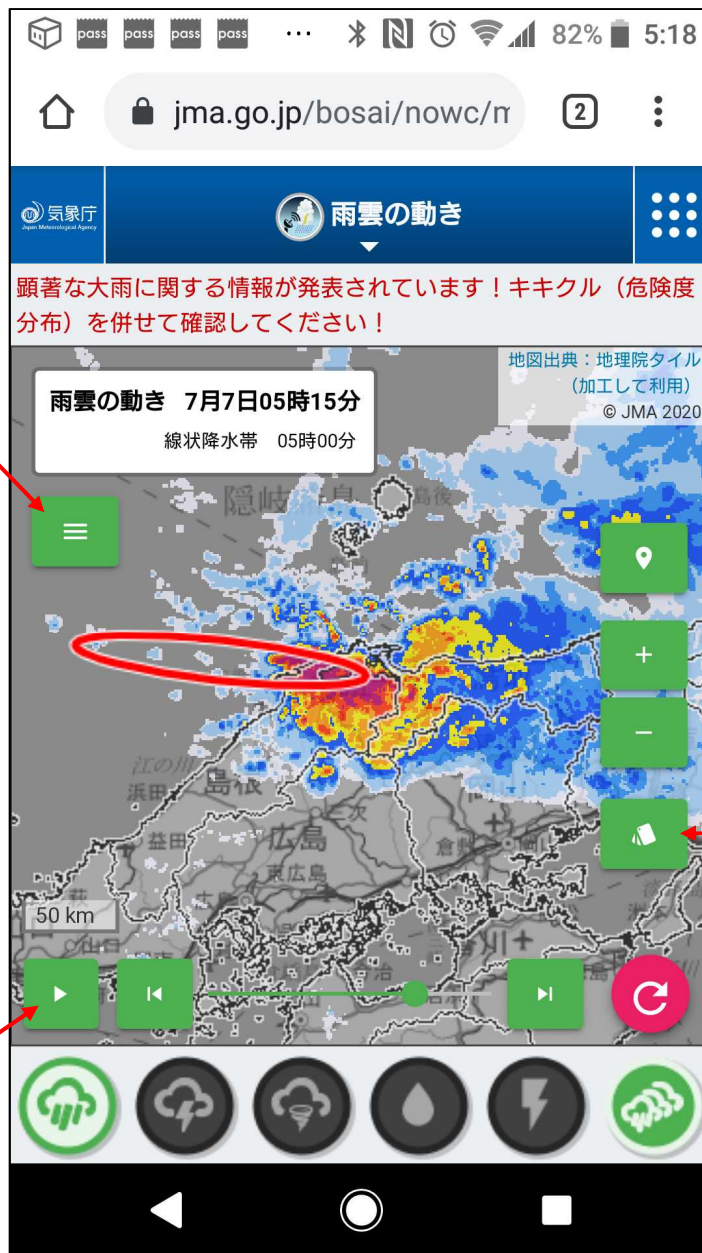 pass pass pass pass ... 82% 5:18
jma.go.jp/bosai/nowc/m 2
気象庁
Japan Meteorological Agency
雨雲の動き
顕著な大雨に関する情報が発表されています！キキクル（危険度
分布）を併せて確認してください！
地図出典：地理院タイル
（加工して利用）
© JMA 2020
雨雲の動き 7月7日05時15分
線状降水帯 05時00分
隠岐諸島 島後
江の川
浜田 島根
三次
益田 広島 倉敷 岡山
東広島
萩
50 km
山口
今治